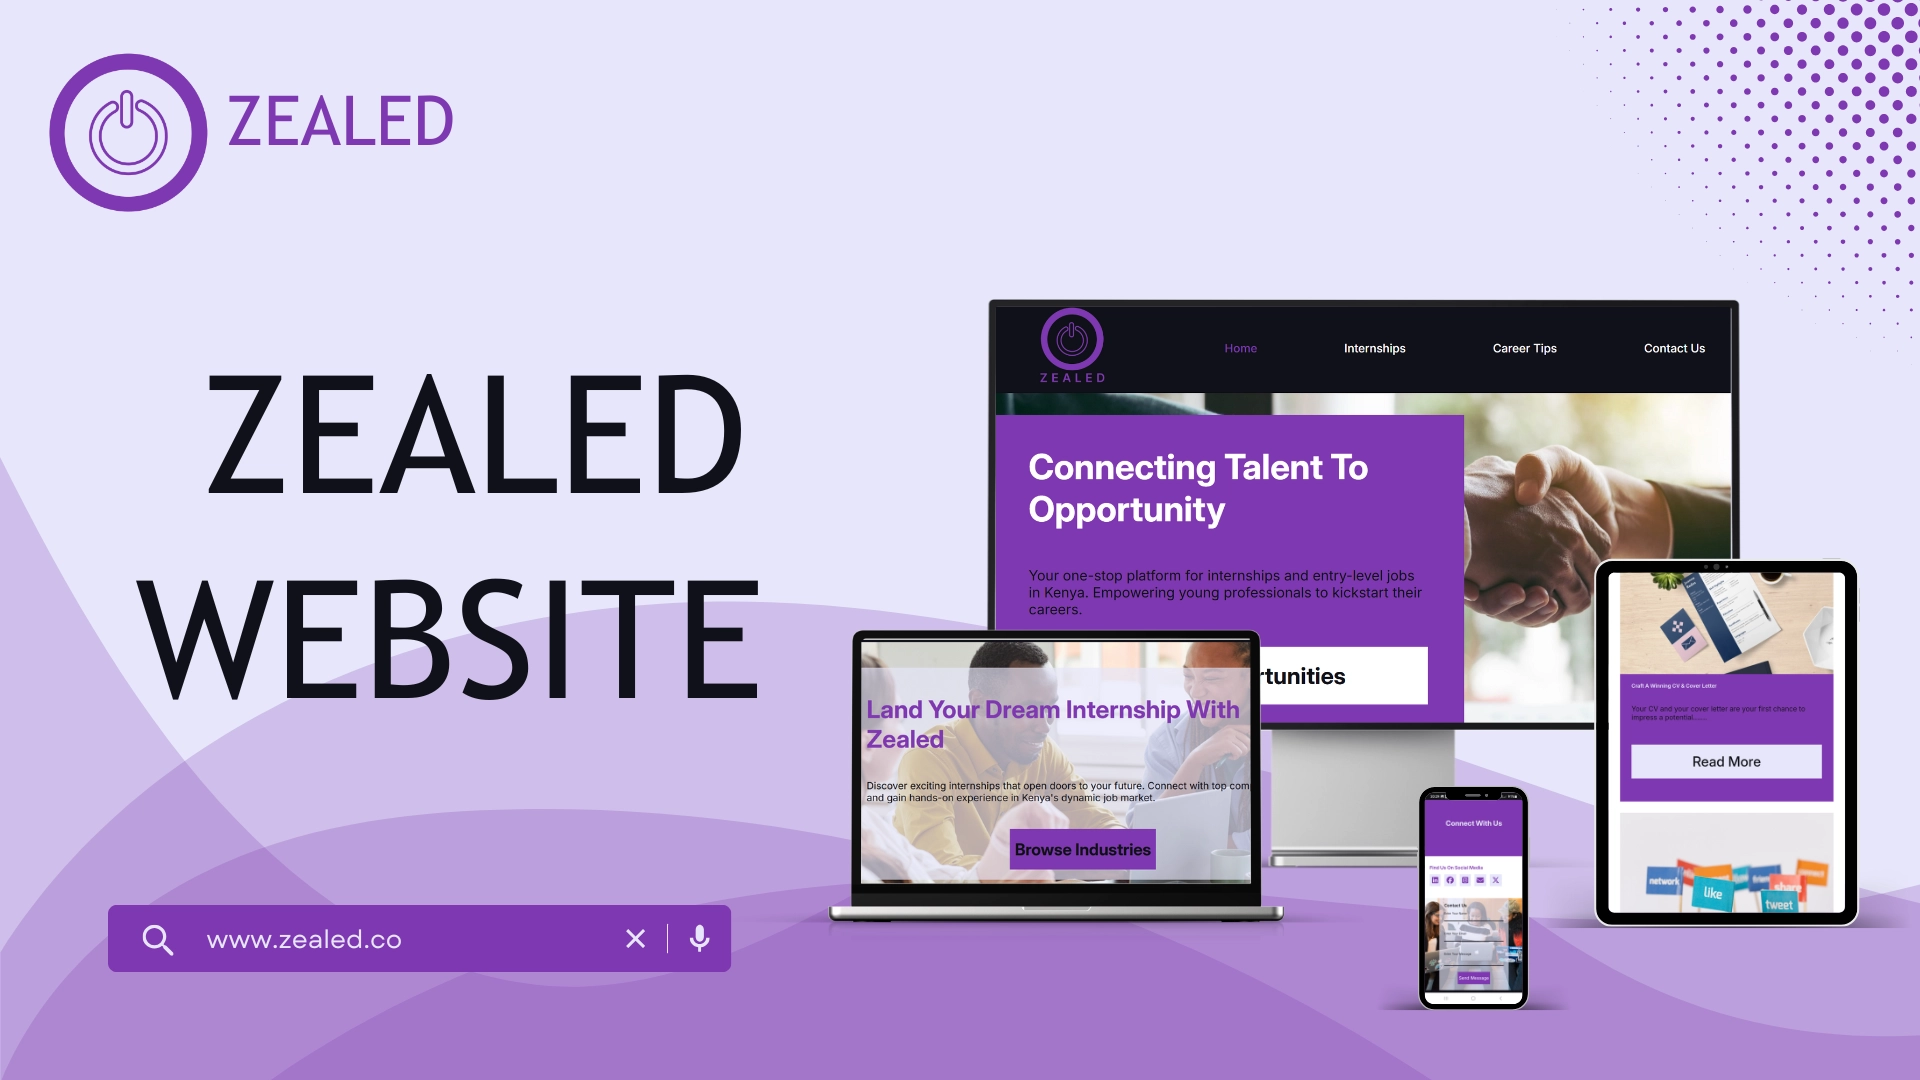 ZEALED
ZEALED
WEBSITE
www.zealed.co
ZEALED
Home
Internships
Career Tips
Contact Us
Connecting Talent To
Opportunity
Your one-stop platform for internships and entry-level jobs
in Kenya. Empowering young professionals to kickstart their
careers.
rtunities
Land Your Dream Internship With
Zealed
Discover exciting internships that open doors to your future. Connect with top com
and gain hands-on experience in Kenya's dynamic job market.
Browse Industries
Connect With Us
Find Us On Social Media
Contact Us
Send Message
Craft A Winning CV & Cover Letter
Your CV and your cover letter are your first chance to
impress a potential......
Read More
network
like
share
tweet